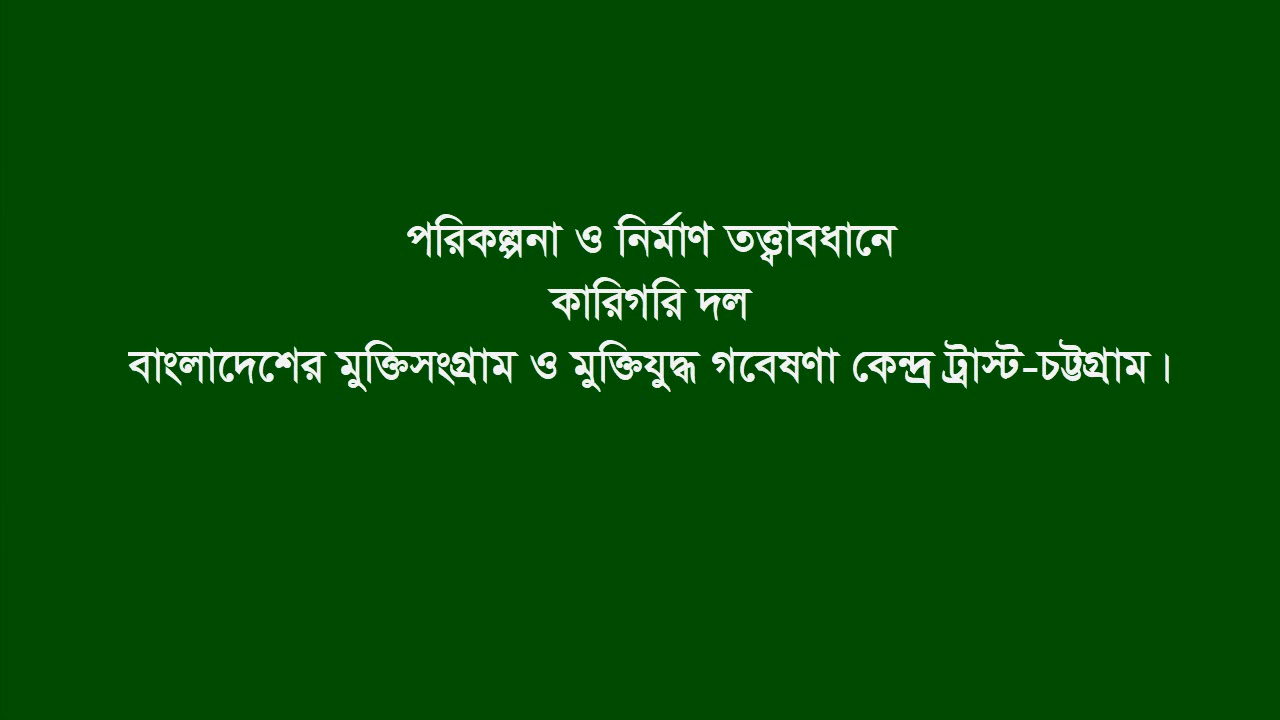 পরিকল্পনা ও নির্মাণ তত্ত্বাবধানে
কারিগরি দল
বাংলাদেশের মুক্তিসংগ্রাম ও মুক্তিযুদ্ধ গবেষণা কেন্দ্র ট্রাস্ট-চট্টগ্রাম।